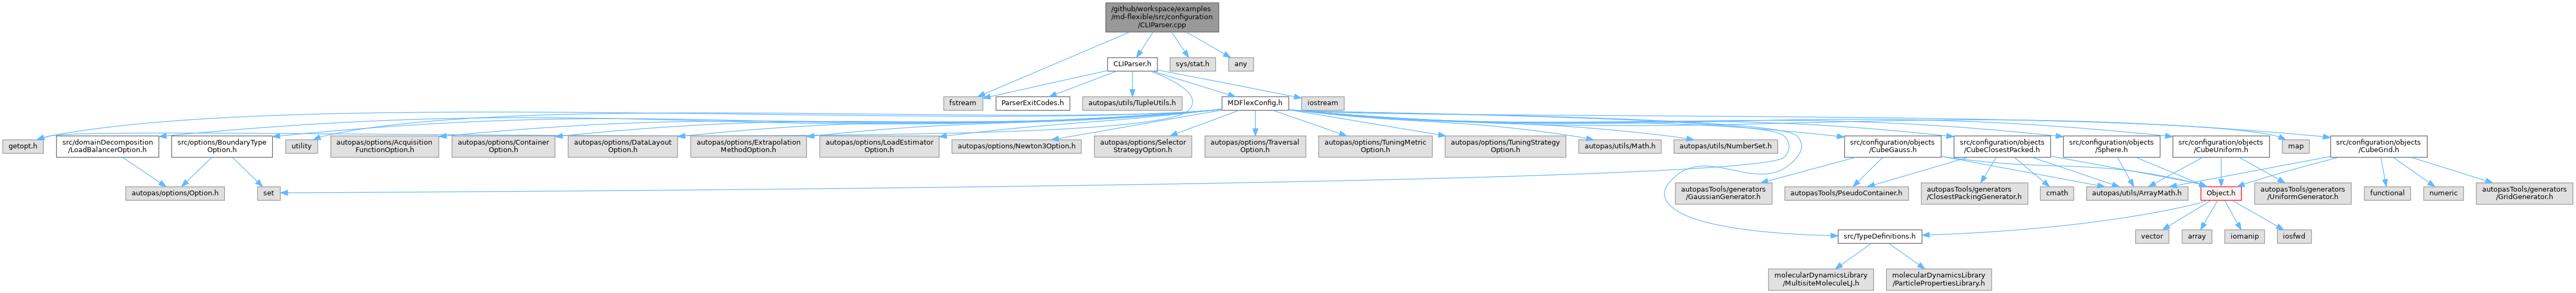 /github/workspace/examples
/md-flexible/src/configuration
/CLIParser.cpp
CLIParser.h
sys/stat.h
any
fstream
ParserExitCodes.h
autopas/utils/TupleUtils.h
MDFlexConfig.h
iostream
getopt.h
src/domainDecomposition
/LoadBalancerOption.h
src/options/BoundaryType
Option.h
utility
autopas/options/Acquisition
FunctionOption.h
autopas/options/Container
Option.h
autopas/options/DataLayout
Option.h
autopas/options/Extrapolation
MethodOption.h
autopas/options/LoadEstimator
Option.h
autopas/options/Newton3Option.h
autopas/options/Selector
StrategyOption.h
autopas/options/Traversal
Option.h
autopas/options/TuningMetric
Option.h
autopas/options/TuningStrategy
Option.h
autopas/utils/Math.h
autopas/utils/NumberSet.h
src/configuration/objects
/CubeGauss.h
src/configuration/objects
/CubeClosestPacked.h
src/configuration/objects
/Sphere.h
src/configuration/objects
/CubeUniform.h
map
src/configuration/objects
/CubeGrid.h
autopas/options/Option.h
set
autopasTools/generators
/GaussianGenerator.h
autopasTools/PseudoContainer.h
autopasTools/generators
/ClosestPackingGenerator.h
cmath
autopas/utils/ArrayMath.h
Object.h
autopasTools/generators
/UniformGenerator.h
functional
numeric
autopasTools/generators
/GridGenerator.h
src/TypeDefinitions.h
vector
array
iomanip
iosfwd
molecularDynamicsLibrary
/MultisiteMoleculeLJ.h
molecularDynamicsLibrary
/ParticlePropertiesLibrary.h